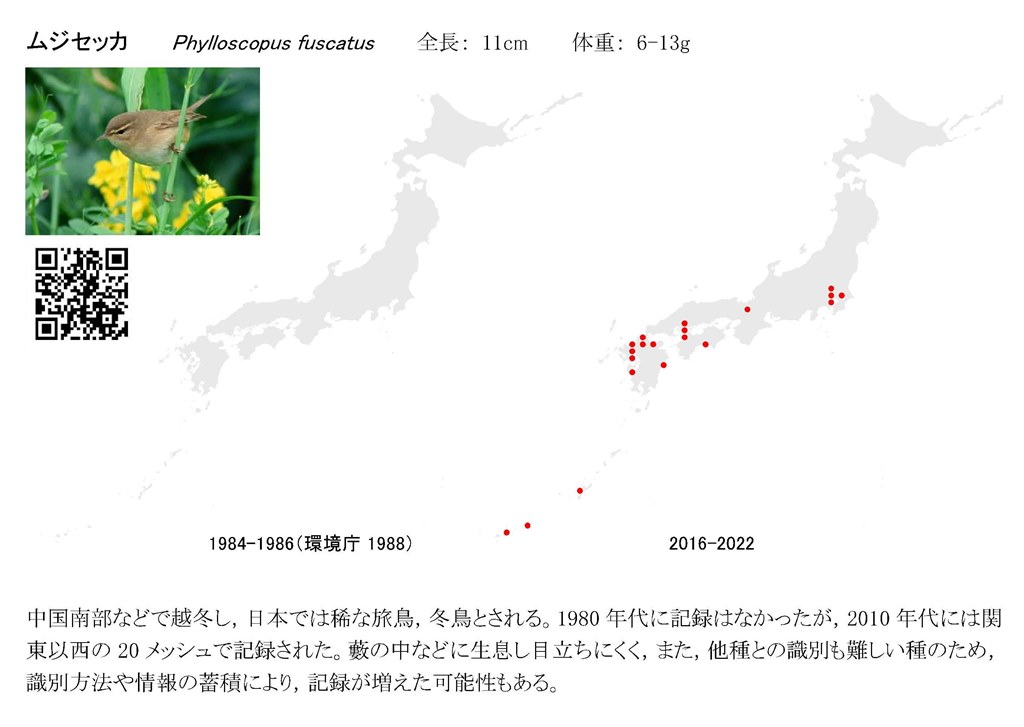 ムジセッカ Phylloscopus fuscatus 全長: 11cm 体重: 6-13g
1984-1986(環境庁 1988)
2016-2022
中国南部などで越冬し，日本では稀な旅鳥，冬鳥とされる。1980 年代に記録はなかったが，2010 年代には関
東以西の 20 メッシュで記録された。藪の中などに生息し目立ちにくく，また，他種との識別も難しい種のため，
識別方法や情報の蓄積により，記録が増えた可能性もある。